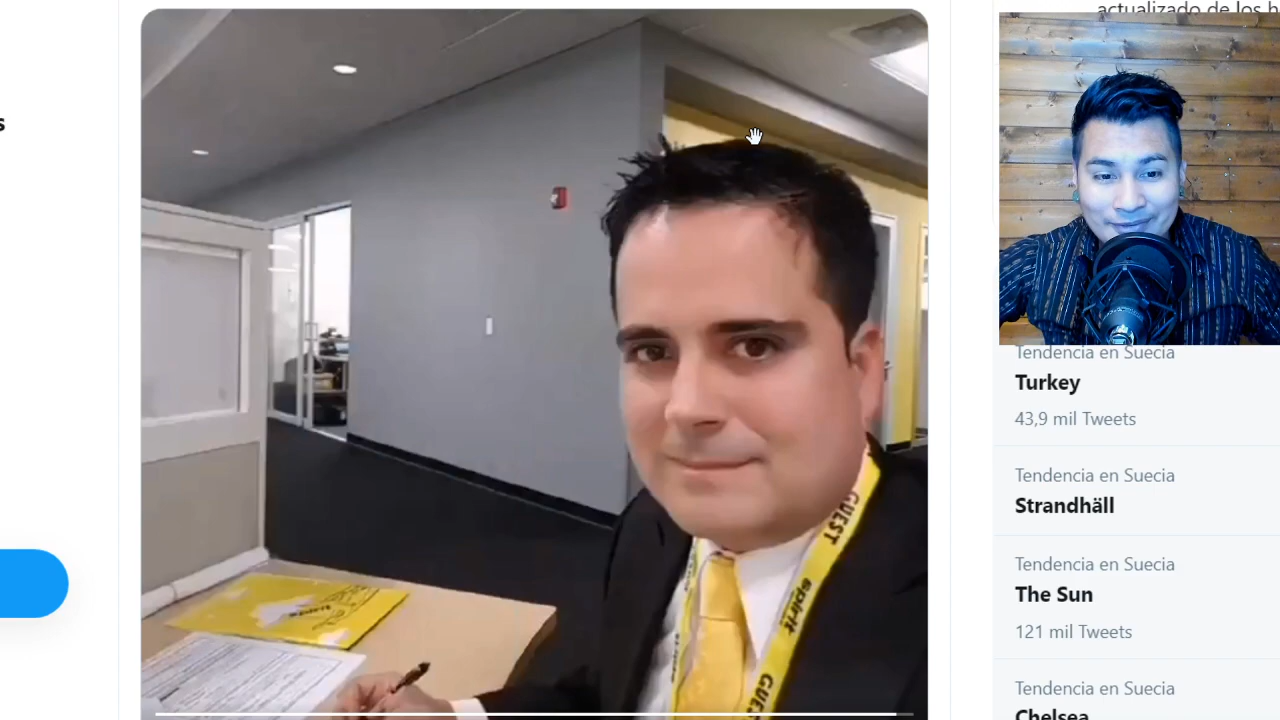 actualizado de los h
s
GUEST
spirit
GUES
Tendencia en Suecia
Turkey
43,9 mil Tweets
Tendencia en Suecia
Strandhäll
Tendencia en Suecia
The Sun
121 mil Tweets
Tendencia en Suecia
Chelsea